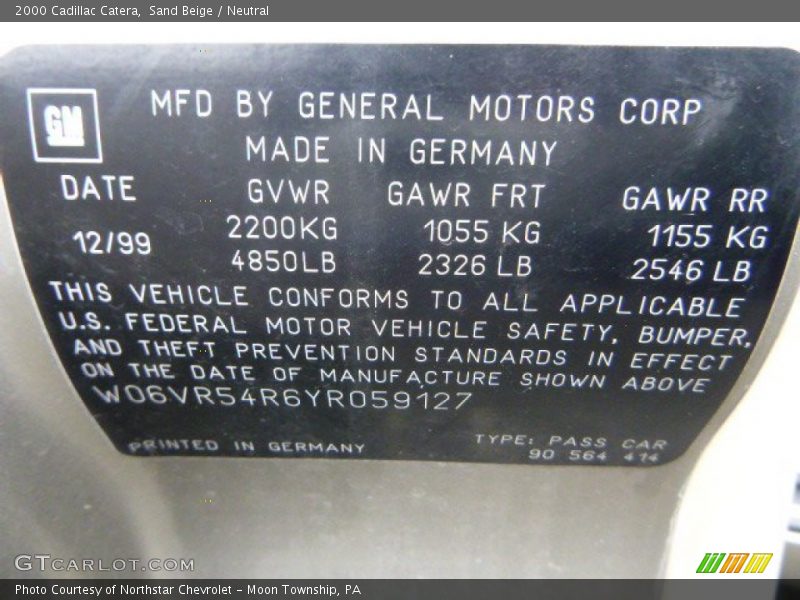 2000 Cadillac Catera, Sand Beige / Neutral
GM
MFD BY GENERAL MOTORS CORP
MADE IN GERMANY
DATE GVWR GAWR FRT GAWR RR
12/99 2200KG 1055 KG 1155 KG
4850LB 2326 LB 2546 LB
THIS VEHICLE CONFORMS TO ALL APPLICABLE
U.S. FEDERAL MOTOR VEHICLE SAFETY, BUMPER,
AND THEFT PREVENTION STANDARDS IN EFFECT
ON THE DATE OF MANUFACTURE SHOWN ABOVE
W06VR54R6YR059127
PRINTED IN GERMANY TYPE: PASS CAR
90 564 414
GTCARLOT.COM
Photo Courtesy of Northstar Chevrolet - Moon Township, PA